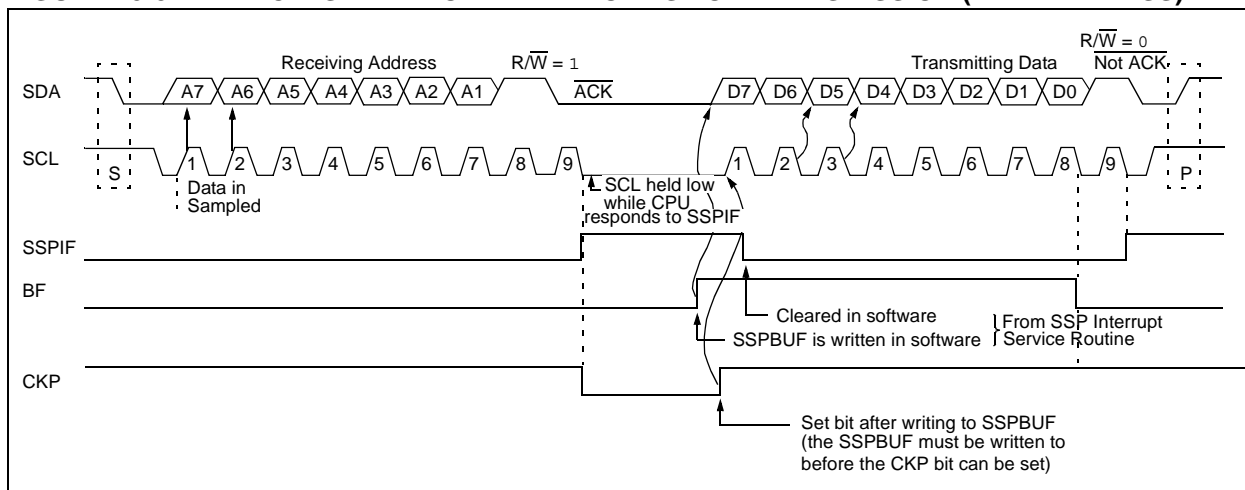 Receiving Address
R/W = 1
Transmitting Data
R/W = 0
Not ACK
SDA
A7 A6 A5 A4 A3 A2 A1
ACK
D7 D6 D5 D4 D3 D2 D1 D0
SCL
S
1 2 3 4 5 6 7 8 9
1 2 3 4 5 6 7 8 9
P
Data in
Sampled
SCL held low
while CPU
responds to SSPIF
SSPIF
BF
Cleared in software
SSPBUF is written in software
From SSP Interrupt
Service Routine
CKP
Set bit after writing to SSPBUF
(the SSPBUF must be written to
before the CKP bit can be set)